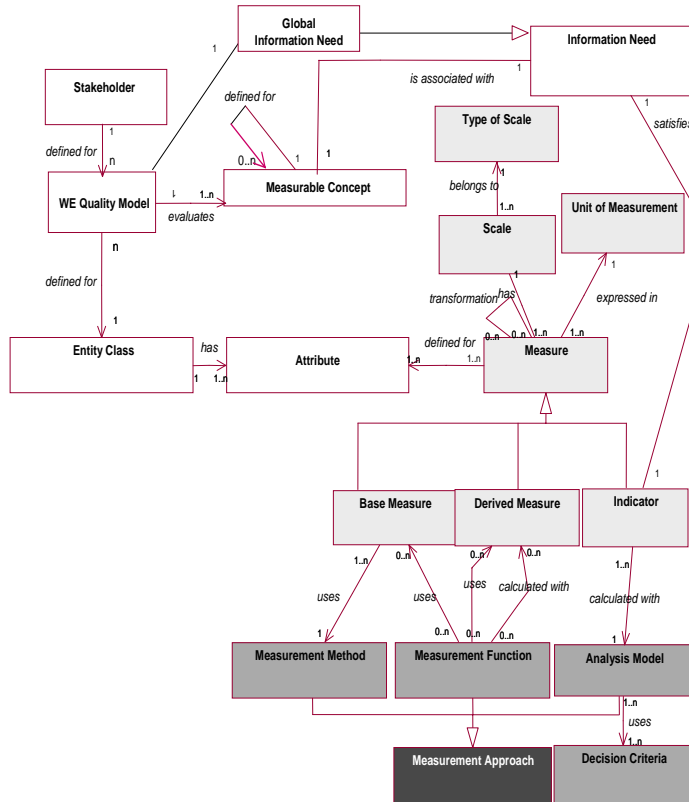 Global
Information Need
Information Need
1
1
1
is associated with
Stakeholder
defined for
Type of Scale
1
satisfies
1
defined for
n
0..n
1
1
Measurable Concept
1
belongs to
1..n
WE Quality Model
1
1..n
evaluates
Unit of Measurement
n
Scale
1
1
defined for
transformation
has
expressed in
1
0..n
0..n
1..n
1..n
Entity Class
has
Attribute
defined for
Measure
1
1..n
1..n
1..n
1
Base Measure
Derived Measure
Indicator
1..n
0..n
0..n
0..n
1..n
uses
uses
uses
calculated with
calculated with
1
0..n
0..n
0..n
1
Measurement Method
Measurement Function
Analysis Model
1..n
uses
1..n
Measurement Approach
Decision Criteria